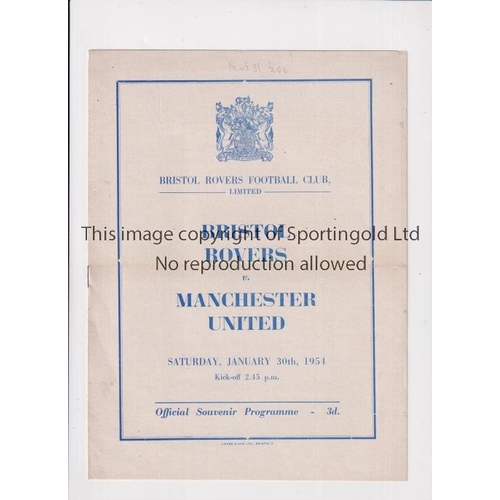 BRISTOL ROVERS FOOTBALL CLUB,
LIMITED
BRISTOL
This image copyright of Sportingold Ltd
ROVERS
No reproduction allowed
v.
MANCHESTER
UNITED
SATURDAY, JANUARY 30th, 1954
Kick-off 2.45 p.m.
Official Souvenir Programme - 3d.